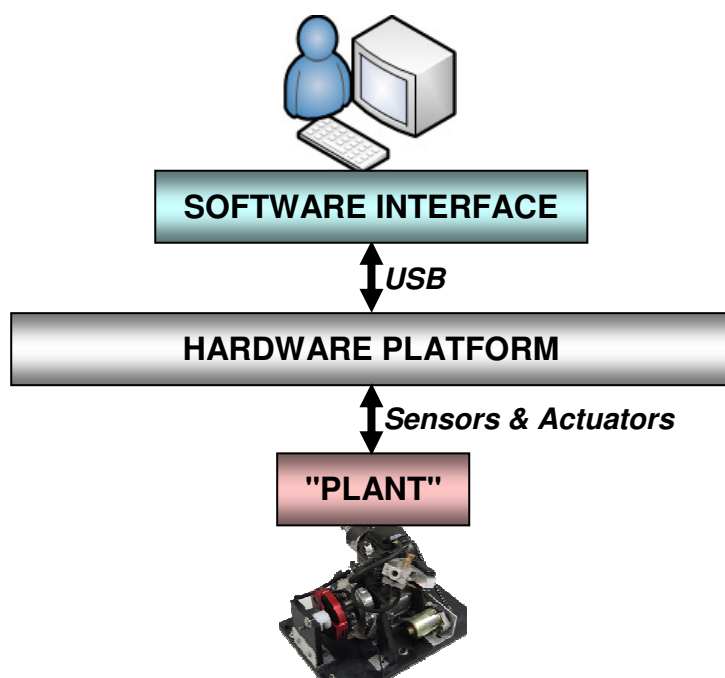 SOFTWARE INTERFACE
USB
HARDWARE PLATFORM
Sensors & Actuators
"PLANT"